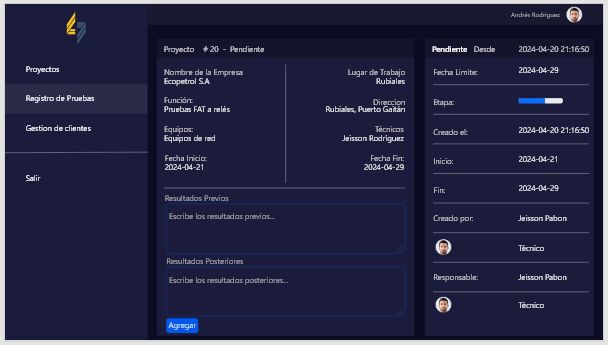 Andrés Rodriguez
Proyectos
Registro de Pruebas
Gestion de clientes
Salir
Proyecto #20 - Pendiente
Nombre de la Empresa
Ecopetrol S.A
Lugar de Trabajo
Rubiales
Función:
Pruebas FAT a relés
Direccion
Rubiales, Puerto Gaitán
Equipos:
Equipos de red
Técnicos
Jeisson Rodriguez
Fecha Inicio:
2024-04-21
Fecha Fin:
2024-04-29
Resultados Previos
Escribe los resultados previos...
Resultados Posteriores
Escribe los resultados posteriores...
Agregar
Pendiente Desde 2024-04-20 21:16:50
Fecha Limite: 2024-04-29
Etapa:
Creado el: 2024-04-20 21:16:50
Inicio: 2024-04-21
Fin: 2024-04-29
Creado por: Jeisson Pabon
Técnico
Responsable: Jeisson Pabon
Técnico